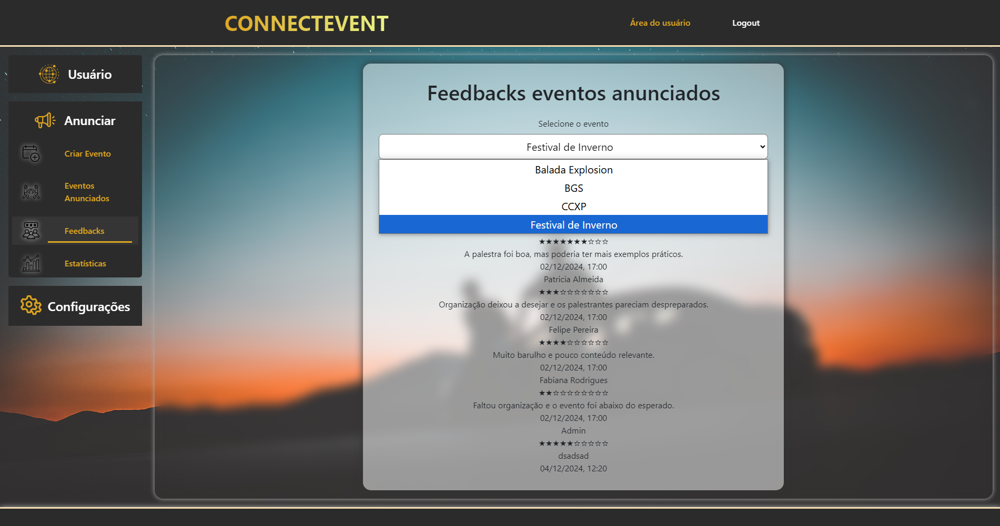 CONNECTEVENT
Área do usuário
Logout
Usuário
Anunciar
Criar Evento
Eventos
Anunciados
Feedbacks
Estatísticas
Configurações
Feedbacks eventos anunciados
Selecione o evento
Festival de Inverno
Balada Explosion
BGS
CCXP
Festival de Inverno
★★★★★★★☆☆☆
A palestra foi boa, mas poderia ter mais exemplos práticos.
02/12/2024, 17:00
Patricia Almeida
★★★☆☆☆☆☆☆☆
Organização deixou a desejar e os palestrantes pareciam despreparados.
02/12/2024, 17:00
Felipe Pereira
★★★★☆☆☆☆☆☆
Muito barulho e pouco conteúdo relevante.
02/12/2024, 17:00
Fabiana Rodrigues
★★☆☆☆☆☆☆☆☆
Faltou organização e o evento foi abaixo do esperado.
02/12/2024, 17:00
Admin
★★★★★☆☆☆☆☆
dsadsad
04/12/2024, 12:20